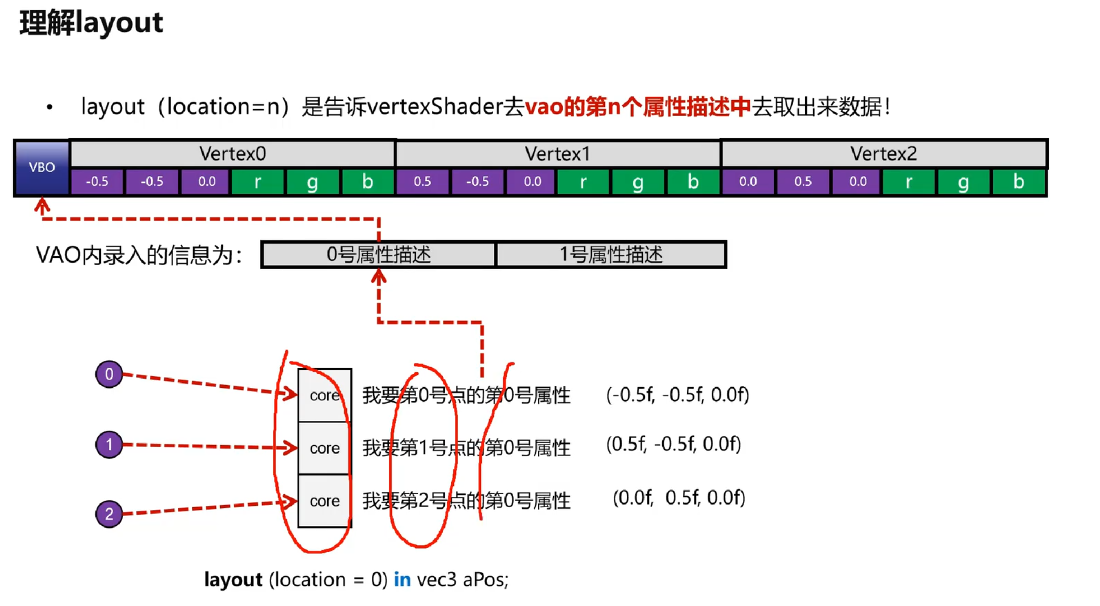 理解layout
• layout（location=n）是告诉vertexShader去vao的第n个属性描述中去取出来数据！
VBO Vertex0 Vertex1 Vertex2
-0.5 -0.5 0.0 r g b 0.5 -0.5 0.0 r g b 0.0 0.5 0.0 r g b
VAO内录入的信息为： 0号属性描述 1号属性描述
0 core 我要第0号点的第0号属性 (-0.5f, -0.5f, 0.0f)
1 core 我要第1号点的第0号属性 (0.5f, -0.5f, 0.0f)
2 core 我要第2号点的第0号属性 (0.0f, 0.5f, 0.0f)
layout (location = 0) in vec3 aPos;